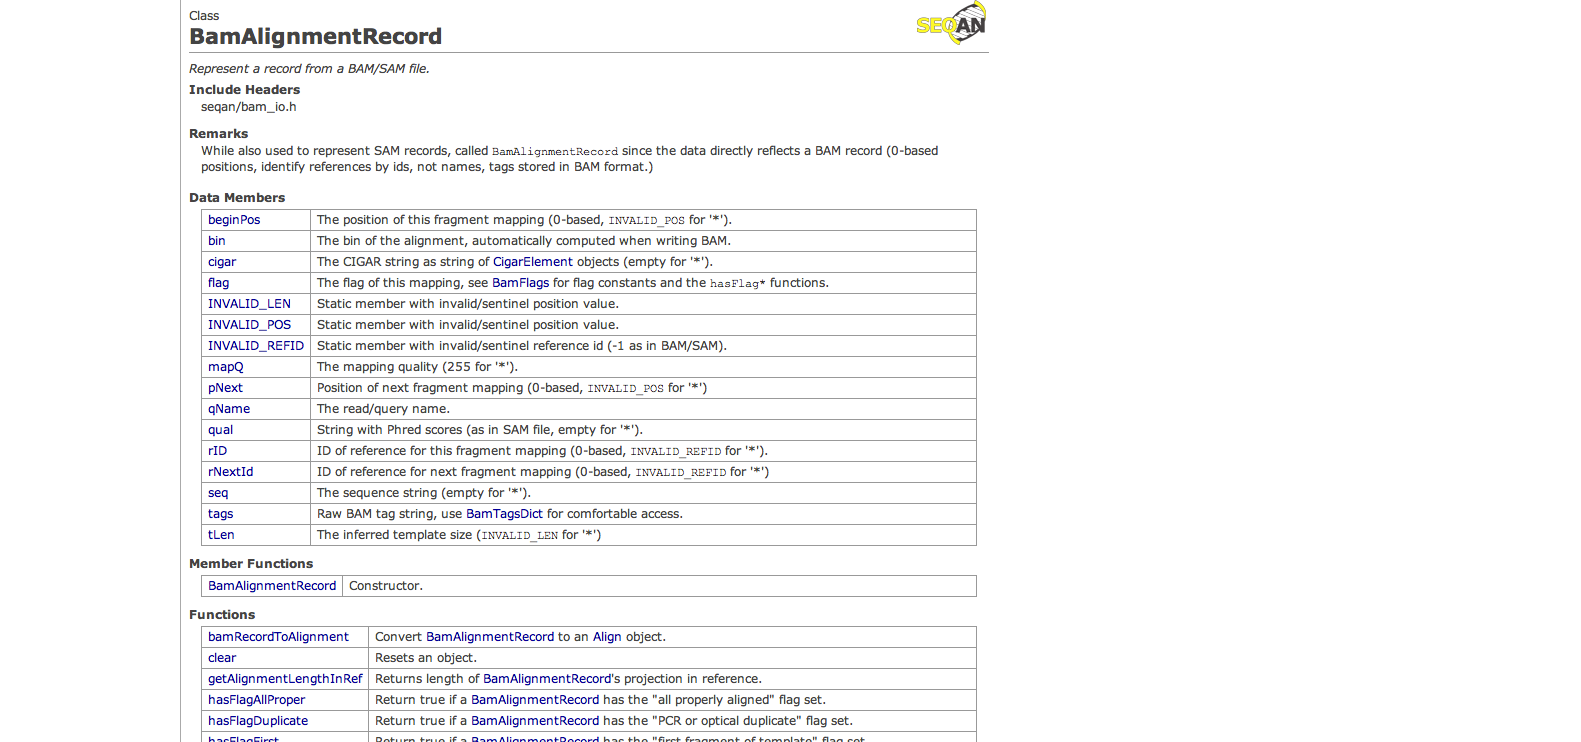 Class
SEQAN
BamAlignmentRecord
Represent a record from a BAM/SAM file.
Include Headers
seqan/bam_io.h
Remarks
While also used to represent SAM records, called BamAlignmentRecord since the data directly reflects a BAM record (0-based
positions, identify references by ids, not names, tags stored in BAM format.)
Data Members
beginPos The position of this fragment mapping (0-based, INVALID_POS for '*').
bin The bin of the alignment, automatically computed when writing BAM.
cigar The CIGAR string as string of CigarElement objects (empty for '*').
flag The flag of this mapping, see BamFlags for flag constants and the hasFlag* functions.
INVALID_LEN Static member with invalid/sentinel position value.
INVALID_POS Static member with invalid/sentinel position value.
INVALID_REFID Static member with invalid/sentinel reference id (-1 as in BAM/SAM).
mapQ The mapping quality (255 for '*').
pNext Position of next fragment mapping (0-based, INVALID_POS for '*')
qName The read/query name.
qual String with Phred scores (as in SAM file, empty for '*').
rID ID of reference for this fragment mapping (0-based, INVALID_REFID for '*').
rNextId ID of reference for next fragment mapping (0-based, INVALID_REFID for '*')
seq The sequence string (empty for '*').
tags Raw BAM tag string, use BamTagsDict for comfortable access.
tLen The inferred template size (INVALID_LEN for '*')
Member Functions
BamAlignmentRecord Constructor.
Functions
bamRecordToAlignment Convert BamAlignmentRecord to an Align object.
clear Resets an object.
getAlignmentLengthInRef Returns length of BamAlignmentRecord's projection in reference.
hasFlagAllProper Return true if a BamAlignmentRecord has the "all properly aligned" flag set.
hasFlagDuplicate Return true if a BamAlignmentRecord has the "PCR or optical duplicate" flag set.
hasFlagFirst Return true if a BamAlignmentRecord has the "first fragment of template" flag set.